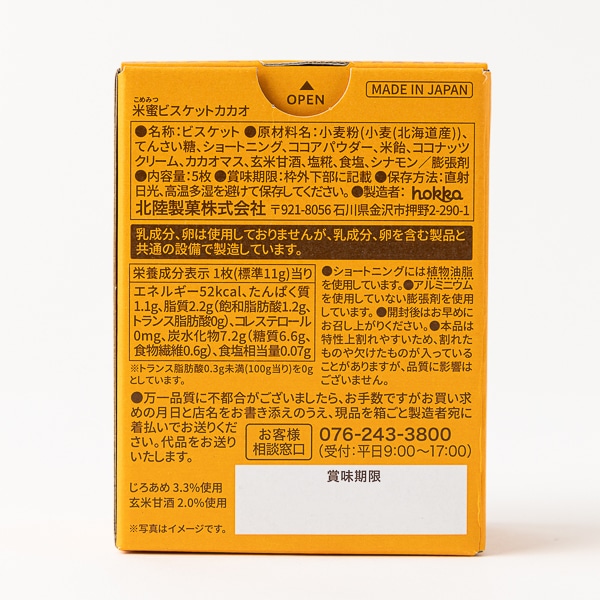 ▲
OPEN
MADE IN JAPAN
こめみつ
米蜜ビスケットカカオ
●名称:ビスケット ●原材料名:小麦粉(小麦(北海道産))、
てんさい糖、ショートニング、ココアパウダー、米飴、ココナッツ
クリーム、カカオマス、玄米甘酒、塩糀、食塩、シナモン／膨張剤
●内容量:5枚 ●賞味期限:枠外下部に記載 ●保存方法:直射
日光、高温多湿を避けて保存してください。●製造者: hokka
北陸製菓株式会社 〒921-8056 石川県金沢市押野2-290-1
乳成分、卵は使用しておりませんが、乳成分、卵を含む製品と
共通の設備で製造しています。
栄養成分表示 1枚(標準11g)当り
エネルギー52kcal、たんぱく質
1.1g、脂質2.2g(飽和脂肪酸1.2g、
トランス脂肪酸0g)、コレステロール
0mg、炭水化物7.2g(糖質6.6g、
食物繊維0.6g)、食塩相当量0.07g
※トランス脂肪酸0.3g未満(100g当り)を0g
としています。
●ショートニングには植物油脂
を使用しています。●アルミニウム
を使用していない膨張剤を使用
しています。●開封後はお早めに
お召し上がりください。●本品は
特性上割れやすいため、割れた
ものや欠けたものが入っている
ことがありますが、品質に影響は
ございません。
●万一品質に不都合がございましたら、お手数ですがお買い求
めの月日と店名をお書き添えのうえ、現品を箱ごと製造者宛に
着払いでお送りくださ
い。代品をお送り
いたします。
お客様
相談窓口
076-243-3800
(受付:平日9:00～17:00)
賞味期限
じろあめ 3.3%使用
玄米甘酒 2.0%使用
※写真はイメージです。